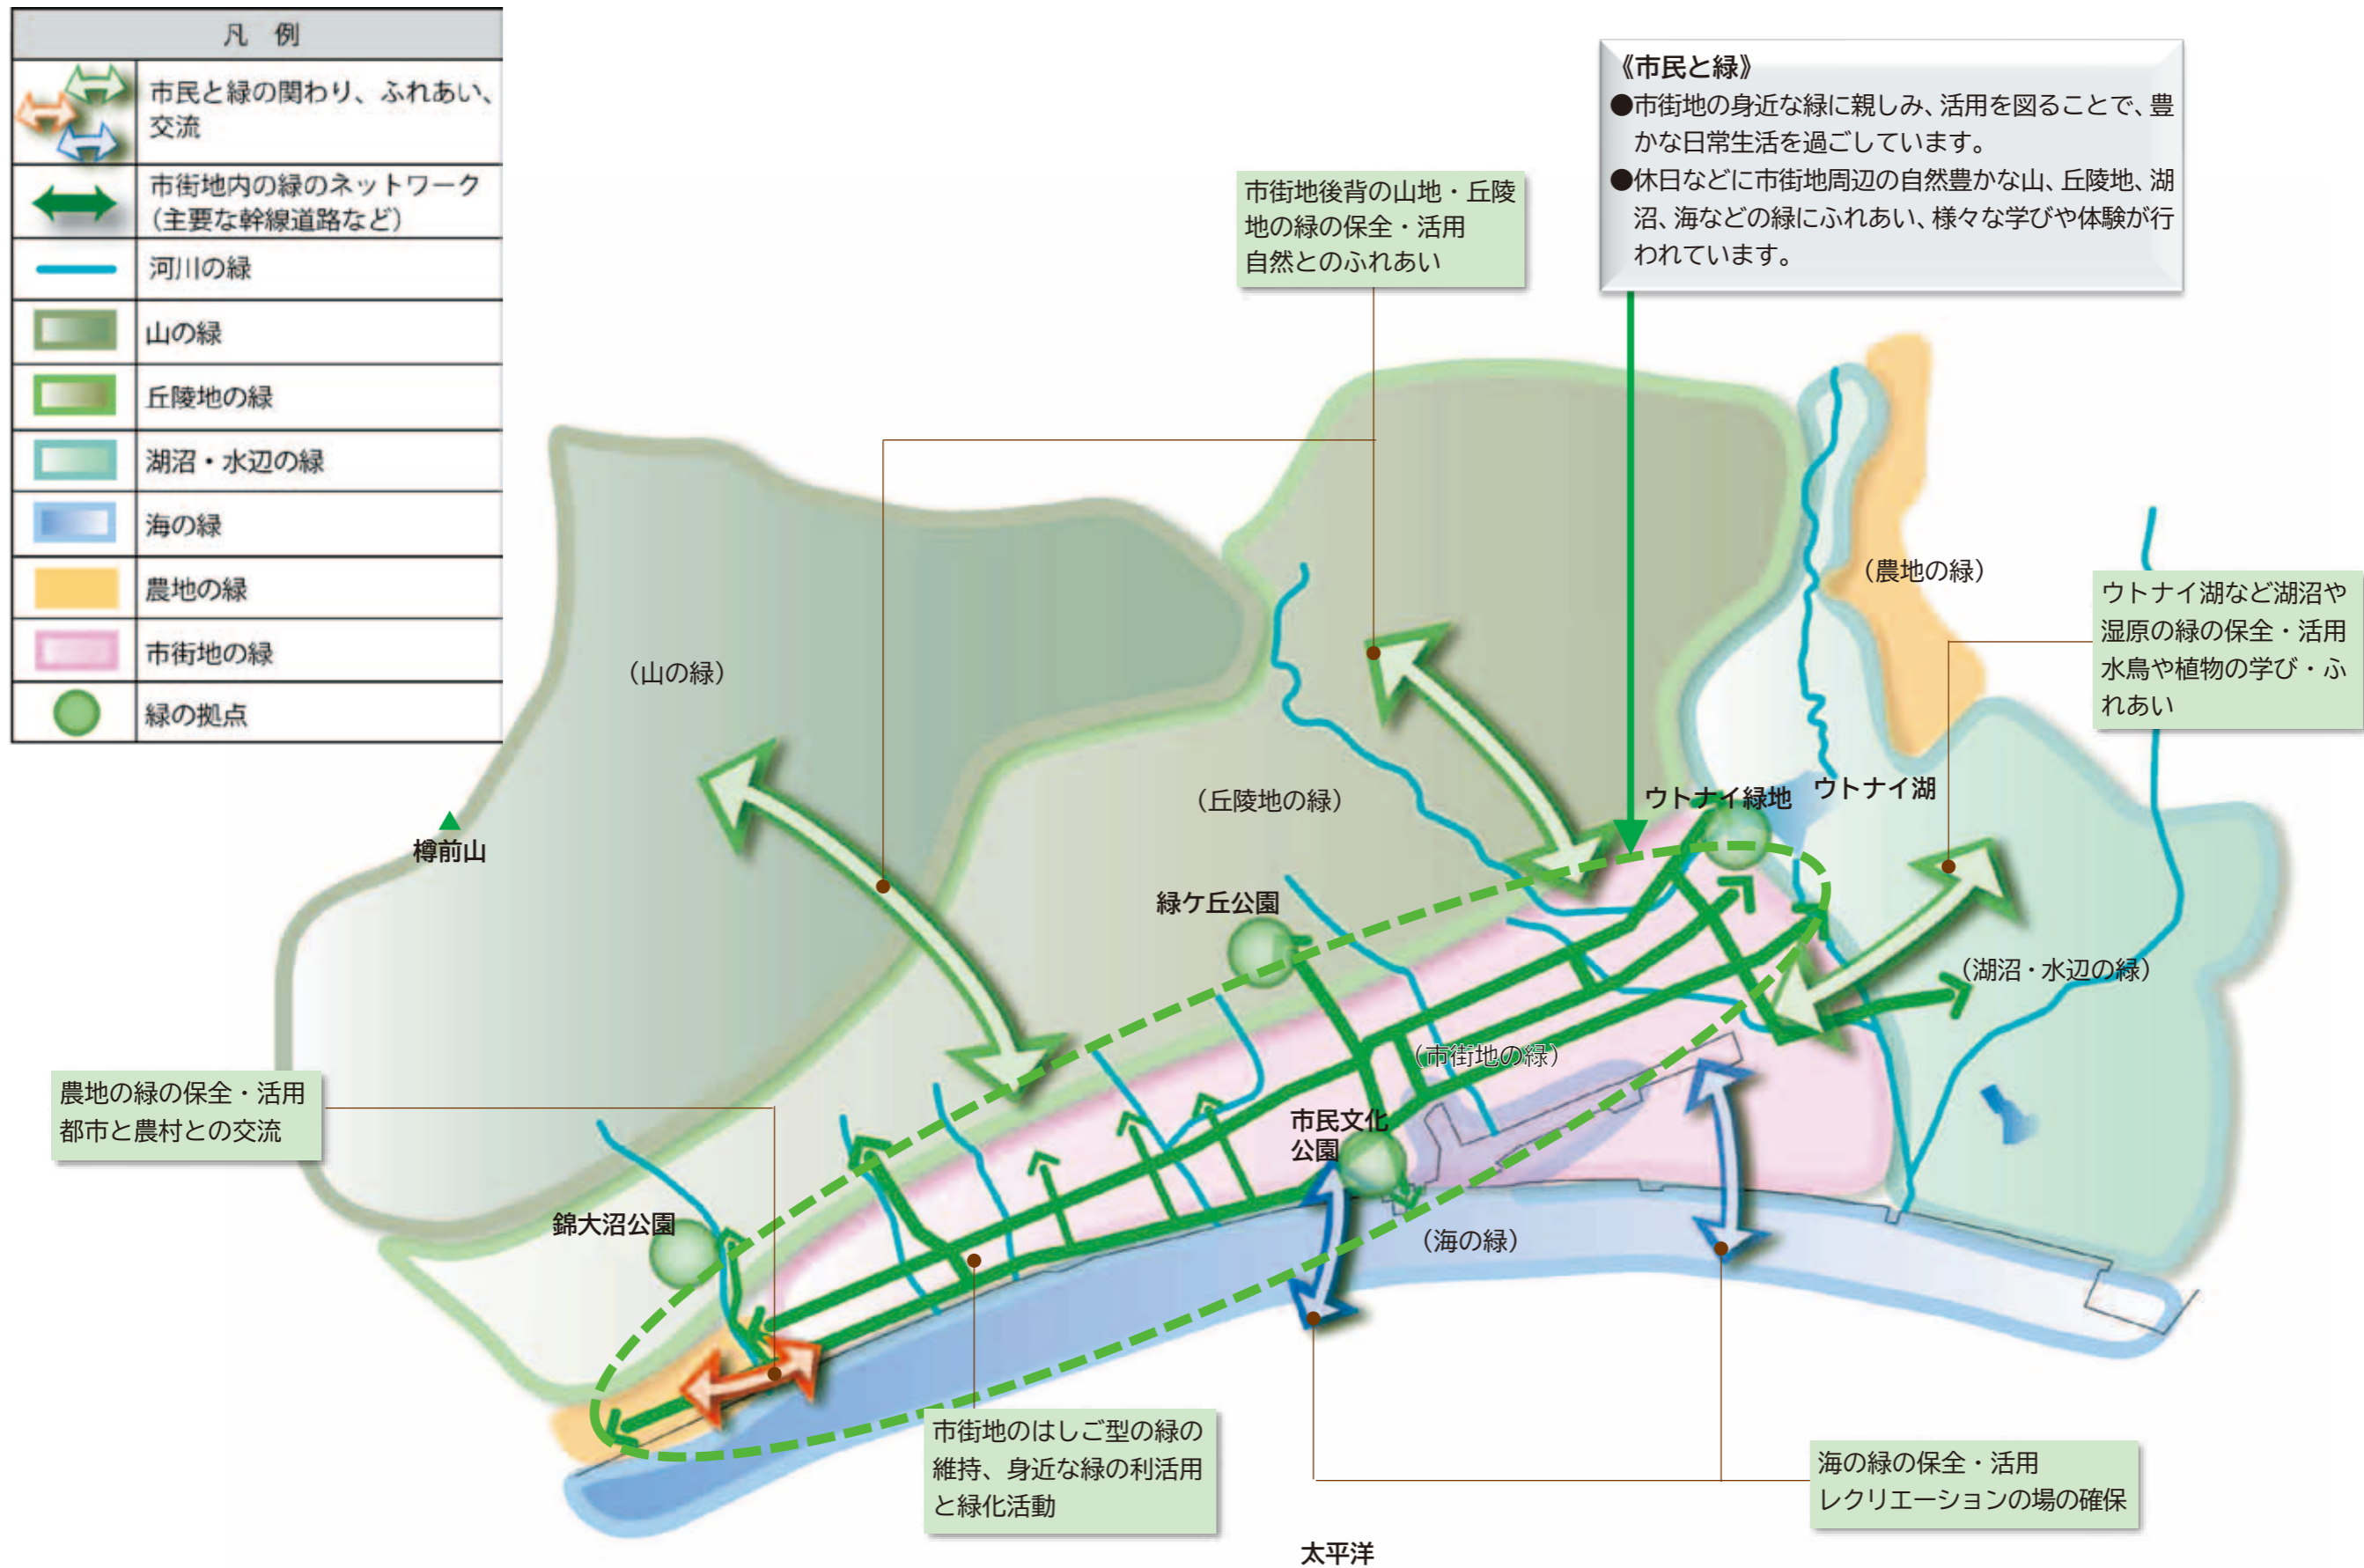 凡 例
市民と緑の関わり、ふれあい、
交流
市街地内の緑のネットワーク
（主要な幹線道路など）
河川の緑
山の緑
丘陵地の緑
湖沼・水辺の緑
海の緑
農地の緑
市街地の緑
緑の拠点
《市民と緑》
●市街地の身近な緑に親しみ、活用を図ることで、豊
かな日常生活を過ごしています。
●休日などに市街地周辺の自然豊かな山、丘陵地、湖
沼、海などの緑にふれあい、様々な学びや体験が行
われています。
市街地後背の山地・丘陵
地の緑の保全・活用
自然とのふれあい
（農地の緑）
ウトナイ湖など湖沼や
湿原の緑の保全・活用
水鳥や植物の学び・ふ
れあい
（山の緑）
（丘陵地の緑）
ウトナイ緑地
ウトナイ湖
樽前山
緑ケ丘公園
（湖沼・水辺の緑）
（市街地の緑）
農地の緑の保全・活用
都市と農村との交流
市民文化
公園
錦大沼公園
（海の緑）
市街地のはしご型の緑の
維持、身近な緑の利活用
と緑化活動
海の緑の保全・活用
レクリエーションの場の確保
太平洋